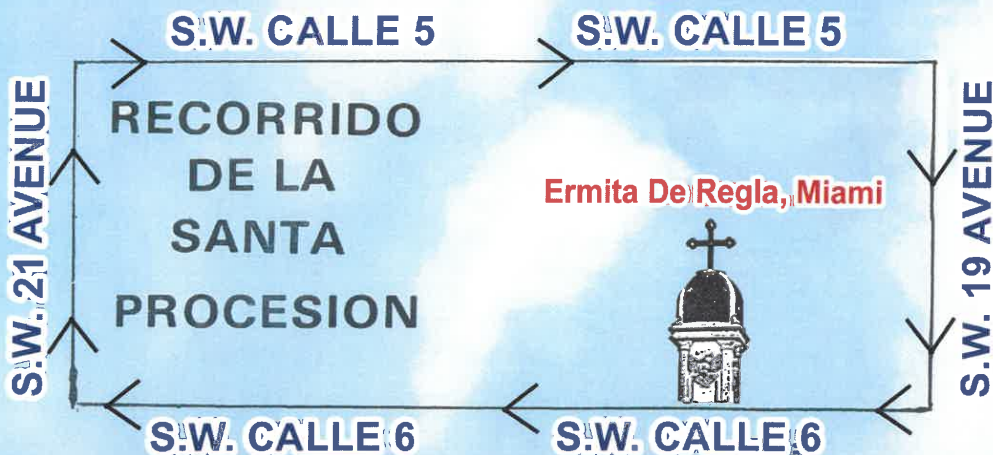 S.W. CALLE 5
S.W. CALLE 5
S.W. 21 AVENUE
RECORRIDO
DE LA
SANTA
PROCESION
Ermita De Regla, Miami
S.W. 19 AVENUE
S.W. CALLE 6
S.W. CALLE 6